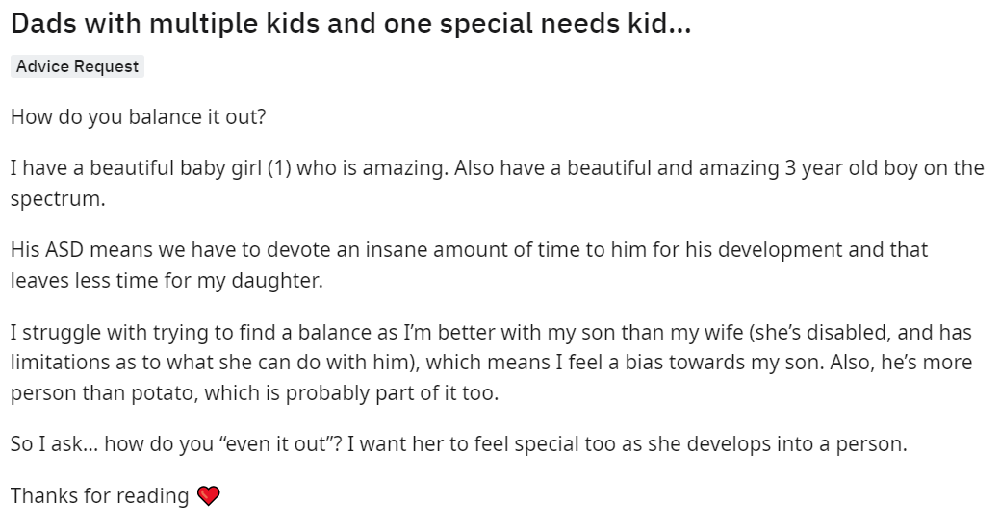 Dads with multiple kids and one special needs kid...
Advice Request
How do you balance it out?
I have a beautiful baby girl (1) who is amazing. Also have a beautiful and amazing 3 year old boy on the
spectrum.
His ASD means we have to devote an insane amount of time to him for his development and that
leaves less time for my daughter.
I struggle with trying to find a balance as I’m better with my son than my wife (she’s disabled, and has
limitations as to what she can do with him), which means I feel a bias towards my son. Also, he’s more
person than potato, which is probably part of it too.
So I ask... how do you “even it out”? I want her to feel special too as she develops into a person.
Thanks for reading ❤️